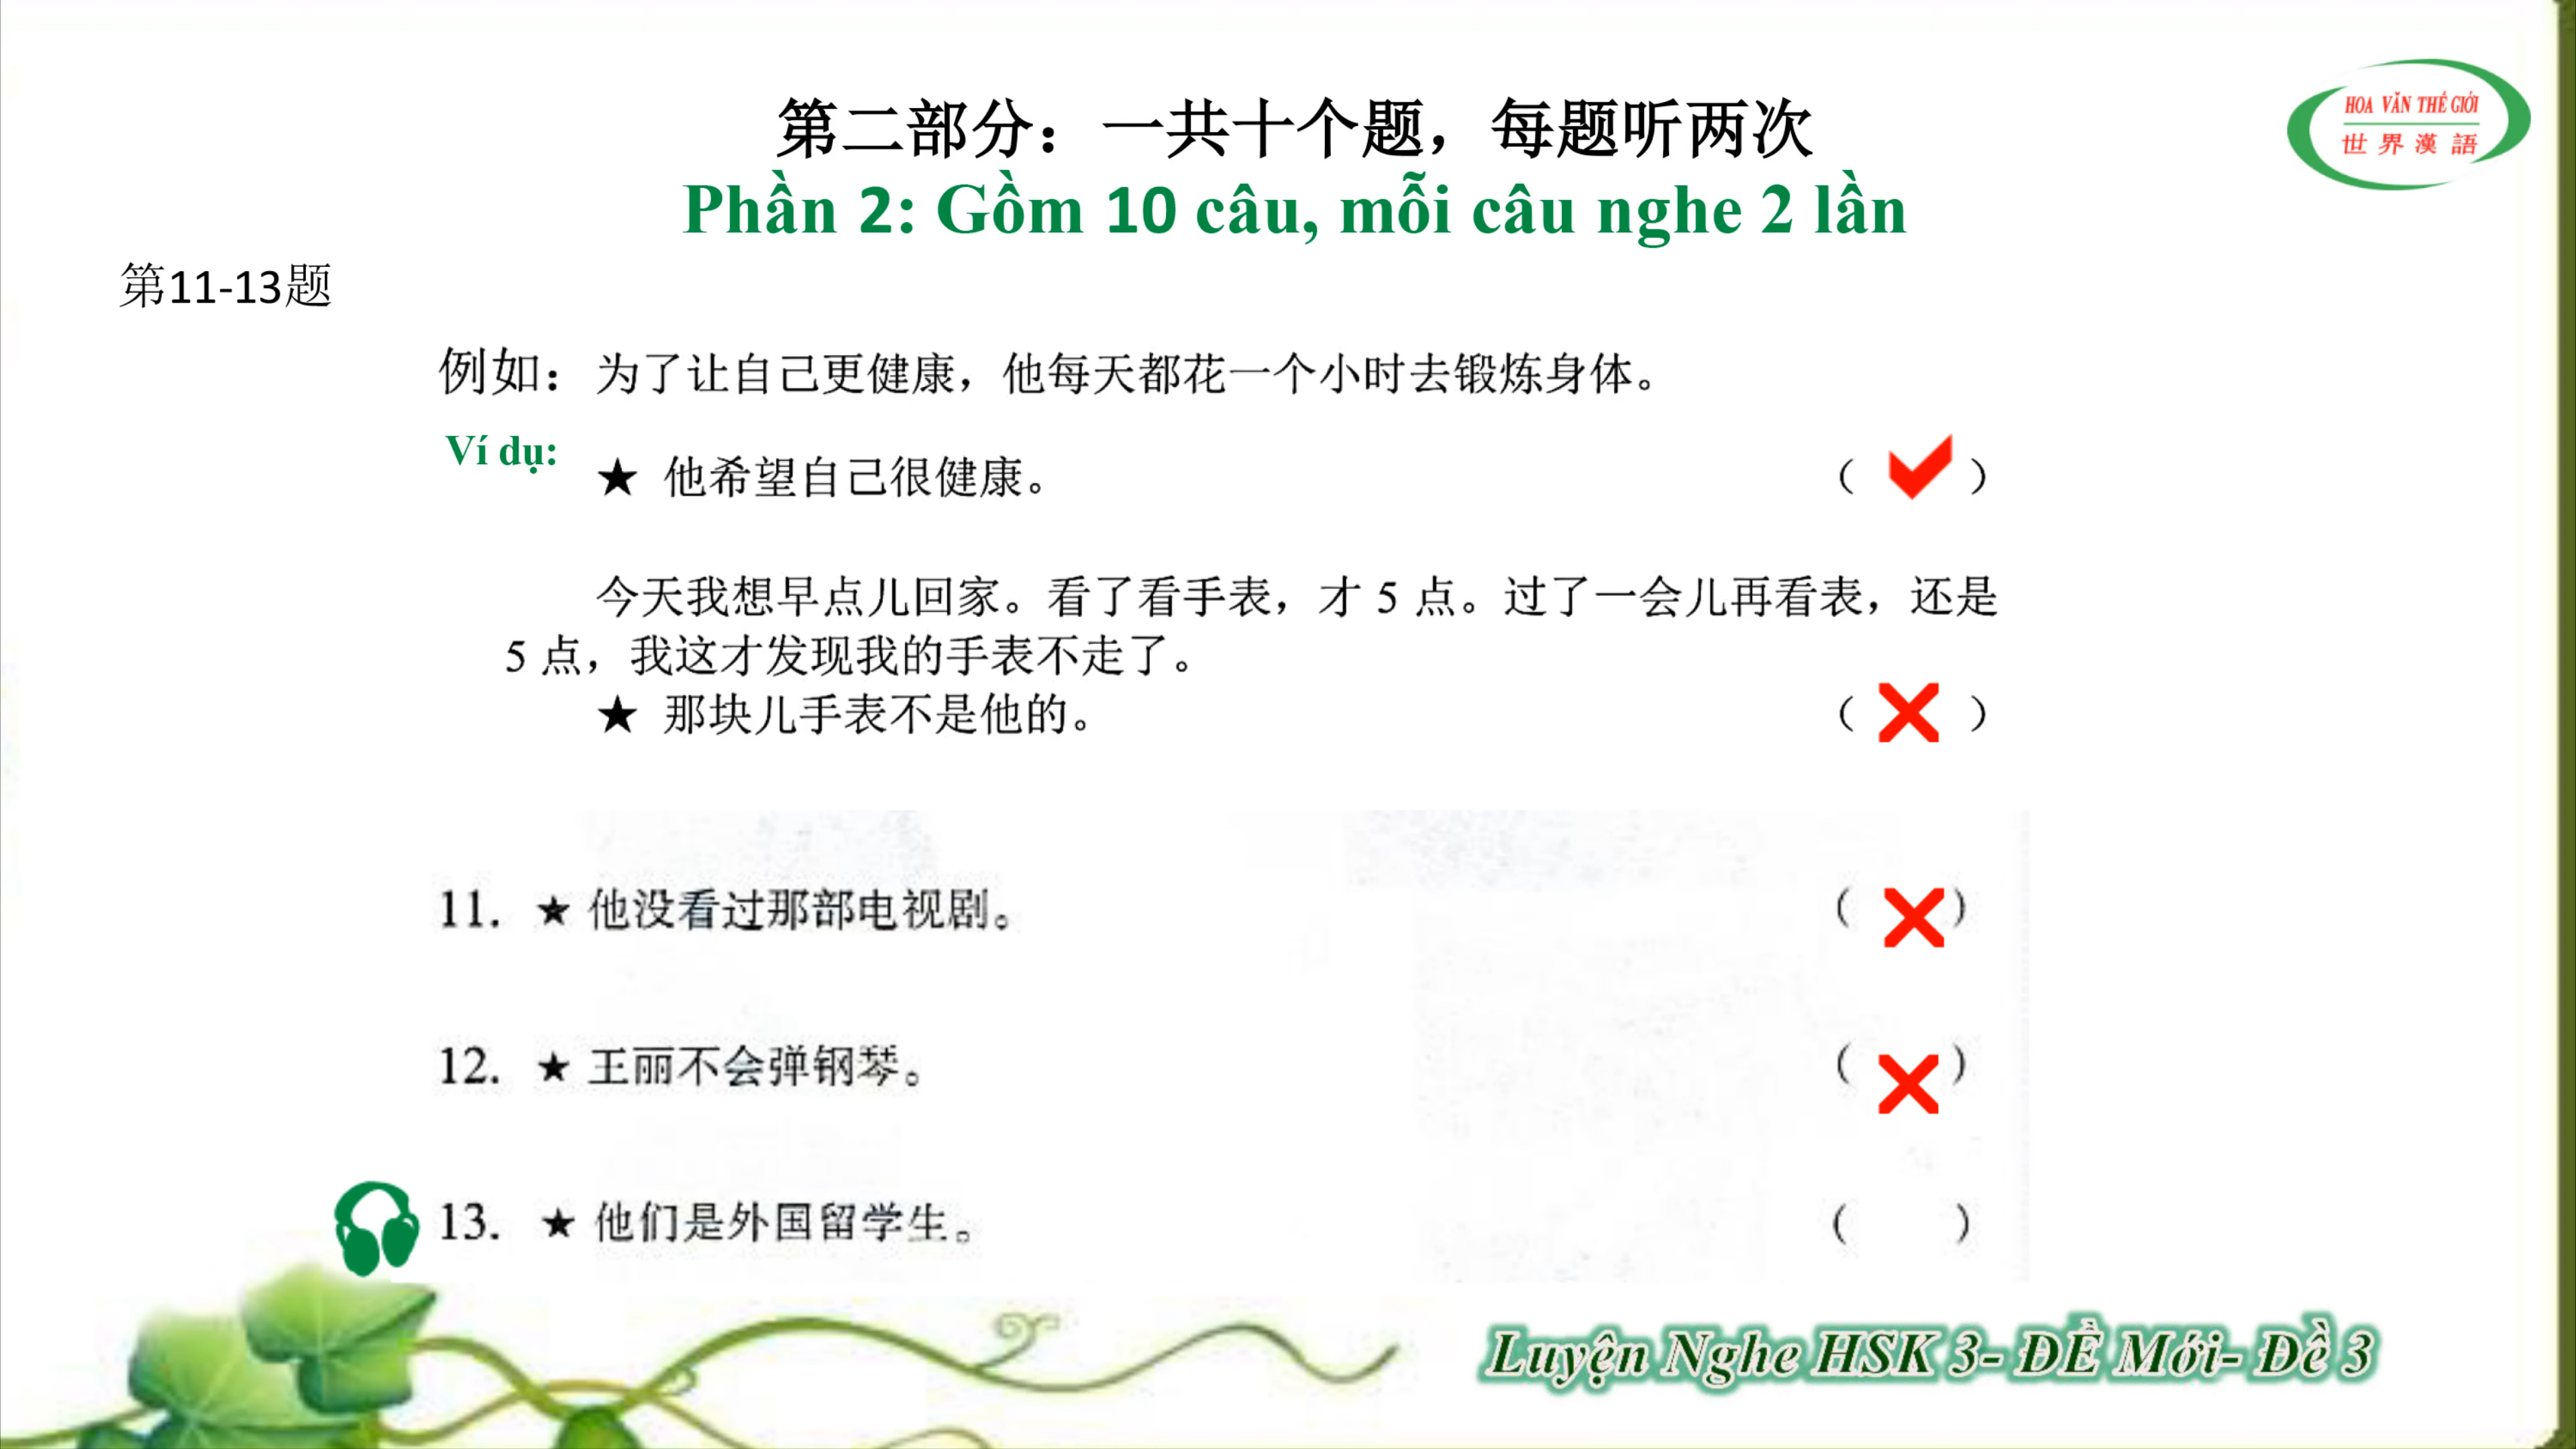 HOA VĂN THẾ GIỚI
世界漢語
第二部分：一共十个题，每题听两次
Phần 2: Gồm 10 câu, mỗi câu nghe 2 lần
第11-13题
例如：为了让自己更健康，他每天都花一个小时去锻炼身体。
Ví dụ:
★ 他希望自己很健康。 （ ✔ ）
今天我想早点儿回家。看了看手表，才 5 点。过了一会儿再看表，还是
5 点，我这才发现我的手表不走了。
★ 那块儿手表不是他的。 （ ✘ ）
11. ★ 他没看过那部电视剧。 （ ✘ ）
12. ★ 王丽不会弹钢琴。 （ ✘ ）
13. ★ 他们是外国留学生。 （ ）
Luyện Nghe HSK 3- ĐỀ Mới- Đề 3